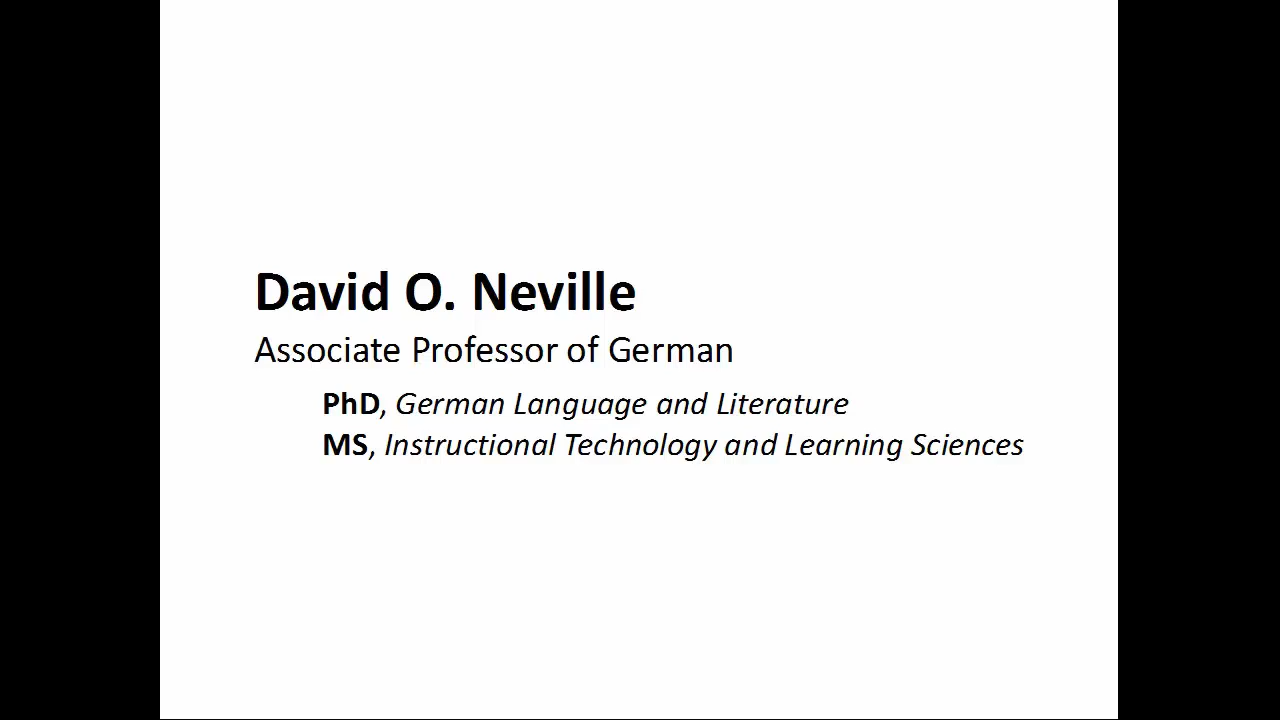 David O. Neville
Associate Professor of German
PhD, German Language and Literature
MS, Instructional Technology and Learning Sciences